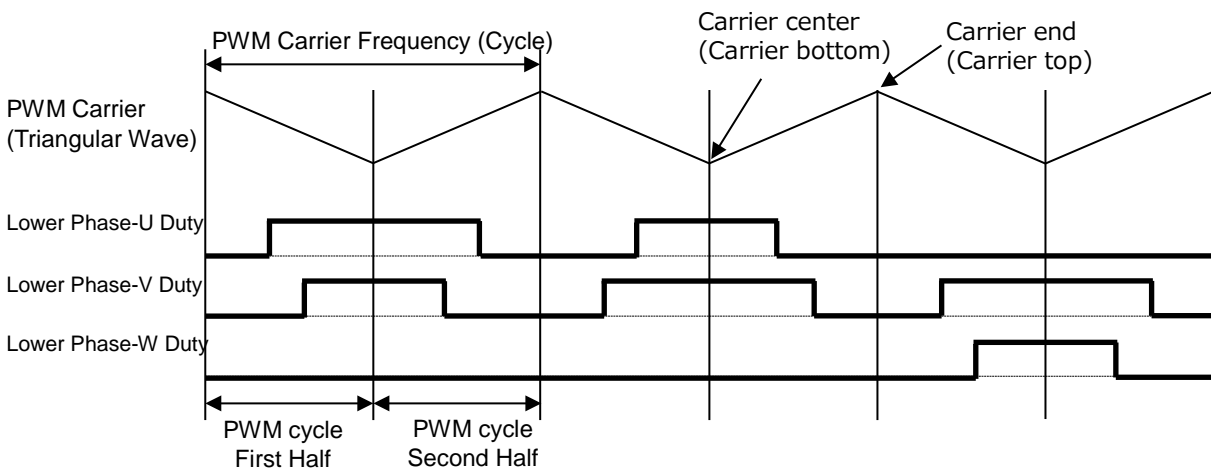 PWM Carrier Frequency (Cycle)
Carrier center
(Carrier bottom)
Carrier end
(Carrier top)
PWM Carrier
(Triangular Wave)
Lower Phase-U Duty
Lower Phase-V Duty
Lower Phase-W Duty
PWM cycle
First Half
PWM cycle
Second Half